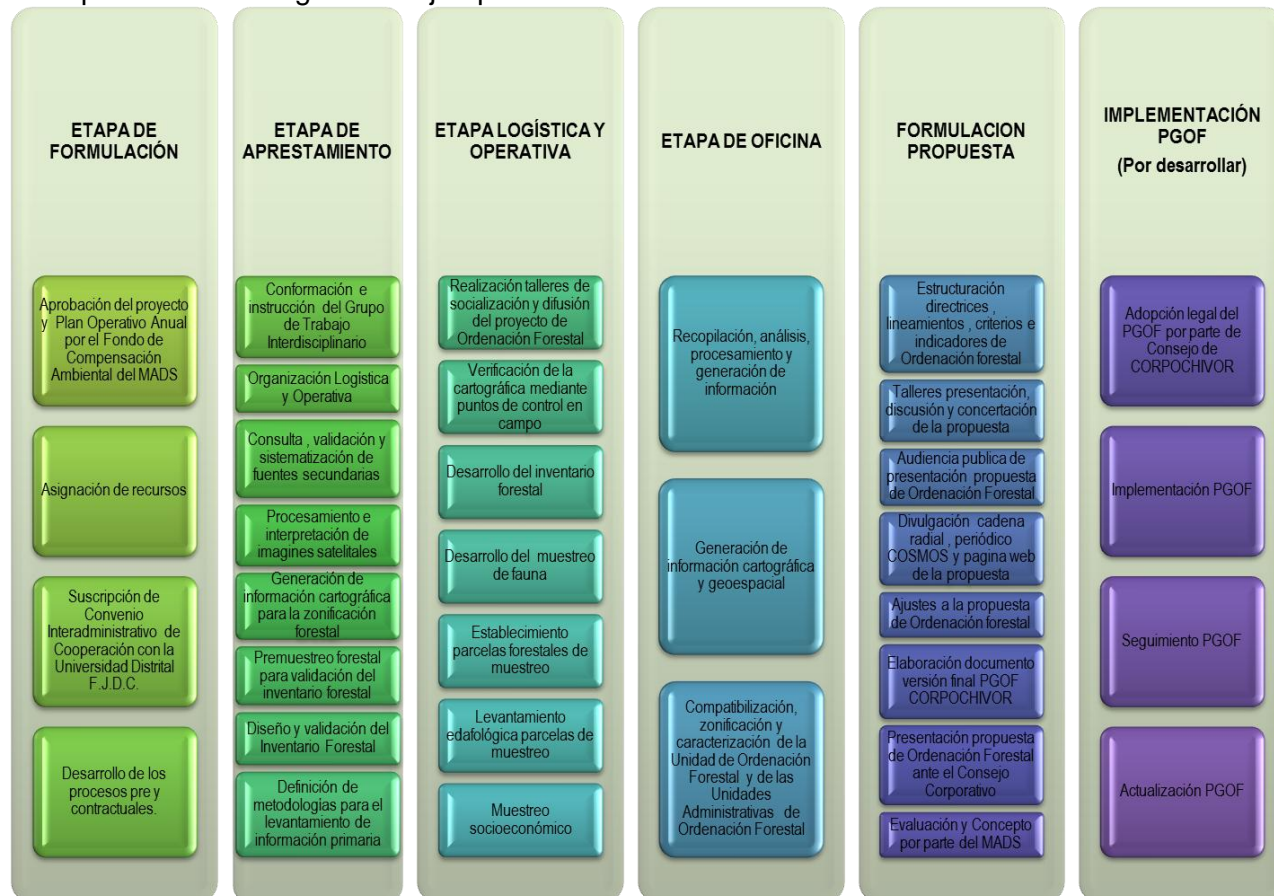 ETAPA DE
FORMULACIÓN
Aprobación del proyecto
y Plan Operativo Anual
por el Fondo de
Compensación
Ambiental del MADS
Asignación de recursos
Suscripción de
Convenio
Interadministrativo de
Cooperación con la
Universidad Distrital
F.J.D.C.
Desarrollo de los
procesos pre y
contractuales.
ETAPA DE
APRESTAMIENTO
Conformación e
instrucción del Grupo
de Trabajo
Interdisciplinario
Organización Logística
y Operativa
Consulta , validación y
sistematización de
fuentes secundarias
Procesamiento e
interpretación de
imagines satelitales
Generación de
información cartográfica
para la zonificación
forestal
Premuestreo forestal
para validación del
inventario forestal
Diseño y validación del
Inventario Forestal
Definición de
metodologías para el
levantamiento de
información primaria
ETAPA LOGÍSTICA Y
OPERATIVA
Realización talleres de
socialización y difusión
del proyecto de
Ordenación Forestal
Verificación de la
cartográfica mediante
puntos de control en
campo
Desarrollo del inventario
forestal
Desarrollo del muestreo
de fauna
Establecimiento
parcelas forestales de
muestreo
Levantamiento
edafológica parcelas de
muestreo
Muestreo
socioeconómico
ETAPA DE OFICINA
Recopilación, análisis,
procesamiento y
generación de
información
Generación de
información cartográfica
y geoespacial
Compatibilización,
zonificación y
caracterización de la
Unidad de Ordenación
Forestal y de las
Unidades
Administrativas de
Ordenación Forestal
FORMULACION
PROPUESTA
Estructuración
directrices ,
lineamientos , criterios e
indicadores de
Ordenación forestal
Talleres presentación,
discusión y concertación
de la propuesta
Audiencia publica de
presentación propuesta
de Ordenación Forestal
Divulgación cadena
radial , periódico
COSMOS y pagina web
de la propuesta
Ajustes a la propuesta
de Ordenación forestal
Elaboración documento
versión final PGOF
CORPOCHIVOR
Presentación propuesta
de Ordenación Forestal
ante el Consejo
Corporativo
Evaluación y Concepto
por parte del MADS
IMPLEMENTACIÓN
PGOF
(Por desarrollar)
Adopción legal del
PGOF por parte de
Consejo de
CORPOCHIVOR
Implementación PGOF
Seguimiento PGOF
Actualización PGOF